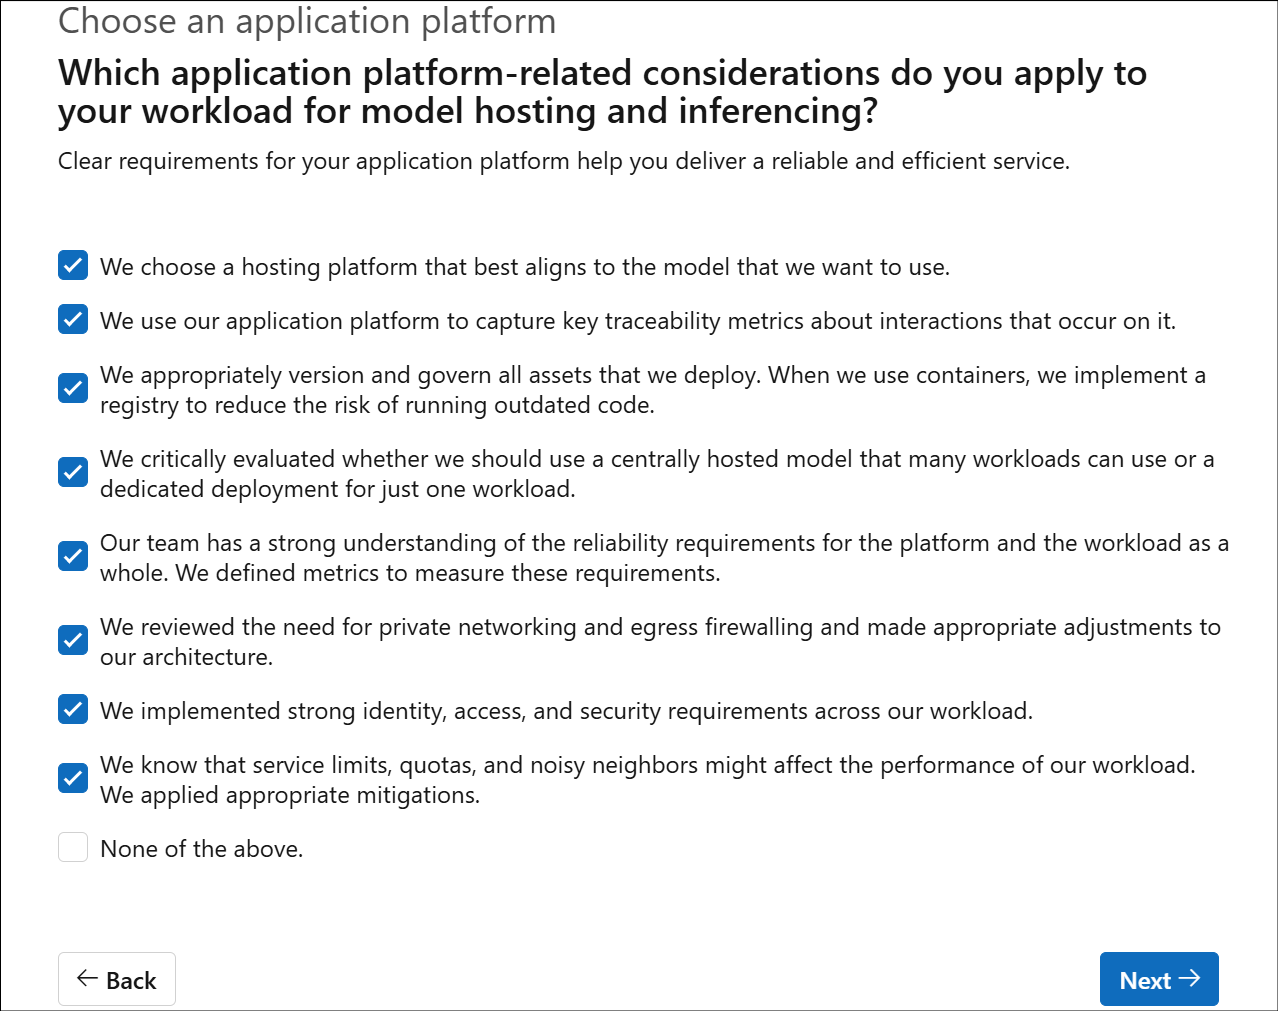 Choose an application platform
Which application platform-related considerations do you apply to
your workload for model hosting and inferencing?
Clear requirements for your application platform help you deliver a reliable and efficient service.
We choose a hosting platform that best aligns to the model that we want to use.
We use our application platform to capture key traceability metrics about interactions that occur on it.
We appropriately version and govern all assets that we deploy. When we use containers, we implement a
registry to reduce the risk of running outdated code.
We critically evaluated whether we should use a centrally hosted model that many workloads can use or a
dedicated deployment for just one workload.
Our team has a strong understanding of the reliability requirements for the platform and the workload as a
whole. We defined metrics to measure these requirements.
We reviewed the need for private networking and egress firewalling and made appropriate adjustments to
our architecture.
We implemented strong identity, access, and security requirements across our workload.
We know that service limits, quotas, and noisy neighbors might affect the performance of our workload.
We applied appropriate mitigations.
None of the above.
Back
Next